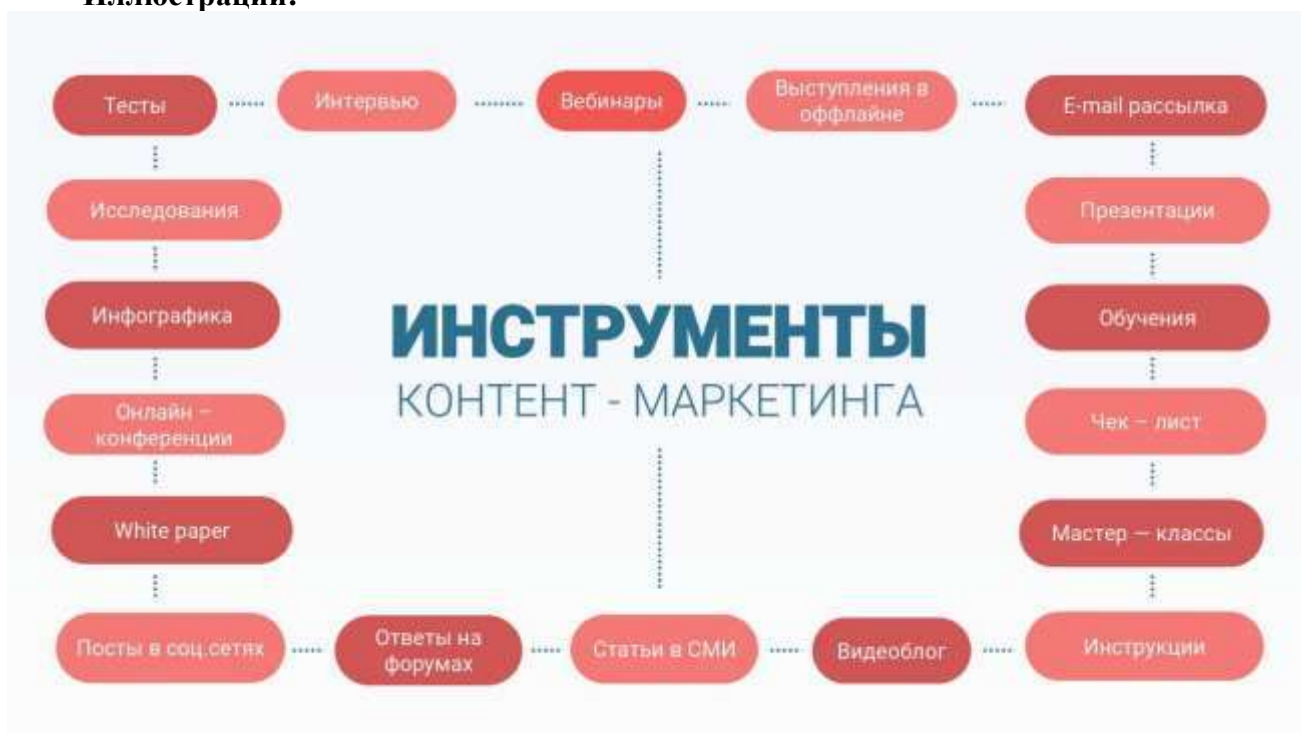 Иллюстрации:
Тесты
Интервью
Вебинары
Выступления в
оффлайне
E-mail рассылка
Исследования
Презентации
ИНСТРУМЕНТЫ
КОНТЕНТ - МАРКЕТИНГА
Инфографика
Обучения
Онлайн –
конференции
Чек – лист
White paper
Мастер — классы
Посты в соц.сетях
Ответы на
форумах
Статьи в СМИ
Видеоблог
Инструкции